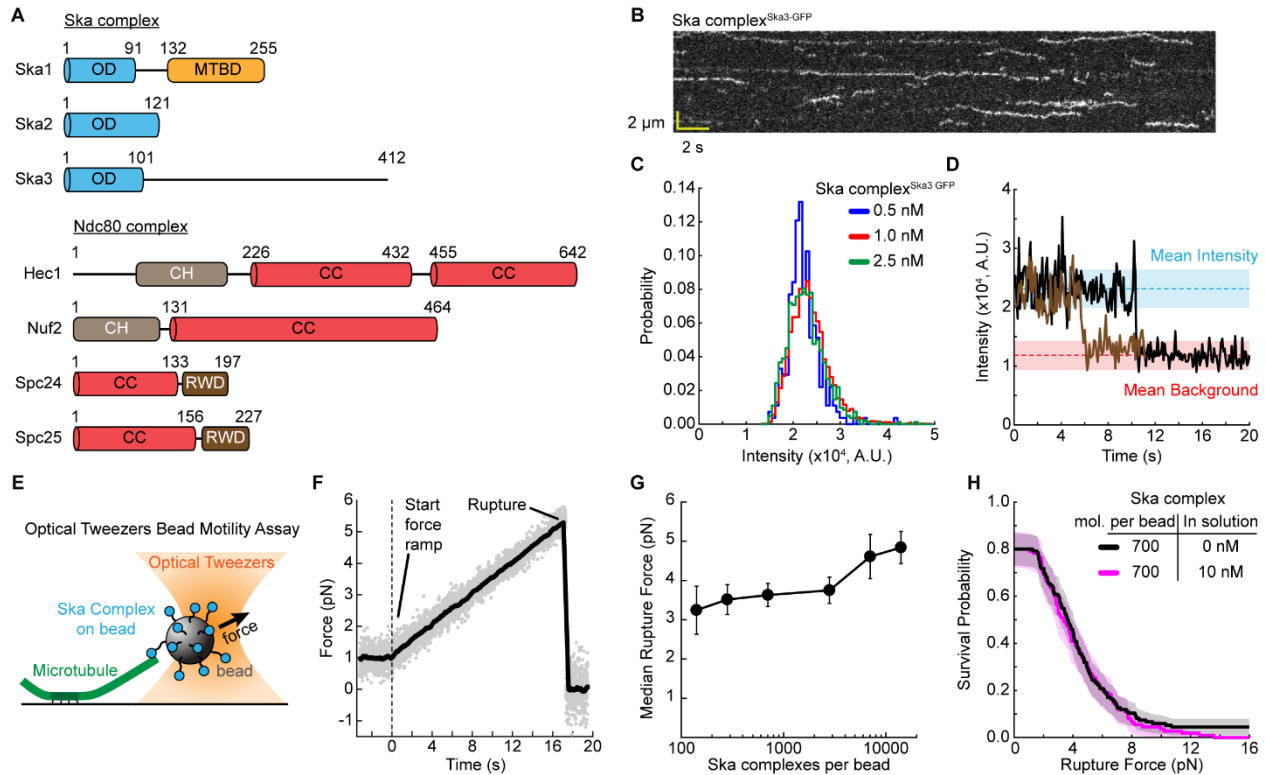 A
Ska complex
1 91 132 255
Ska1 OD MTBD
1 121
Ska2 OD
1 101 412
Ska3 OD
Ndc80 complex
1 226 432 455 642
Hec1 CH CC CC
1 131 464
Nuf2 CH CC
1 133 197
Spc24 CC RWD
1 156 227
Spc25 CC RWD
B
Ska complex^Ska3-GFP
2 μm
2 s
C
Ska complex^Ska3 GFP
0.5 nM
1.0 nM
2.5 nM
Probability
0.14
0.12
0.10
0.08
0.06
0.04
0.02
0.00
0 1 2 3 4 5
Intensity (x10⁴, A.U.)
D
Intensity (x10⁴, A.U.)
4
3
2
1
0
Mean Intensity
Mean Background
0 4 8 12 16 20
Time (s)
E
Optical Tweezers Bead Motility Assay
Optical Tweezers
Ska Complex
on bead
force
bead
Microtubule
F
Force (pN)
6
5
4
3
2
1
0
-1
Start
force
ramp
Rupture
0 4 8 12 16 20
Time (s)
G
Median Rupture Force (pN)
6
5
4
3
2
1
100 1000 10000
Ska complexes per bead
H
Survival Probability
1.0
0.8
0.6
0.4
0.2
0.0
Ska complex
mol. per bead In solution
700 0 nM
700 10 nM
0 4 8 12 16
Rupture Force (pN)